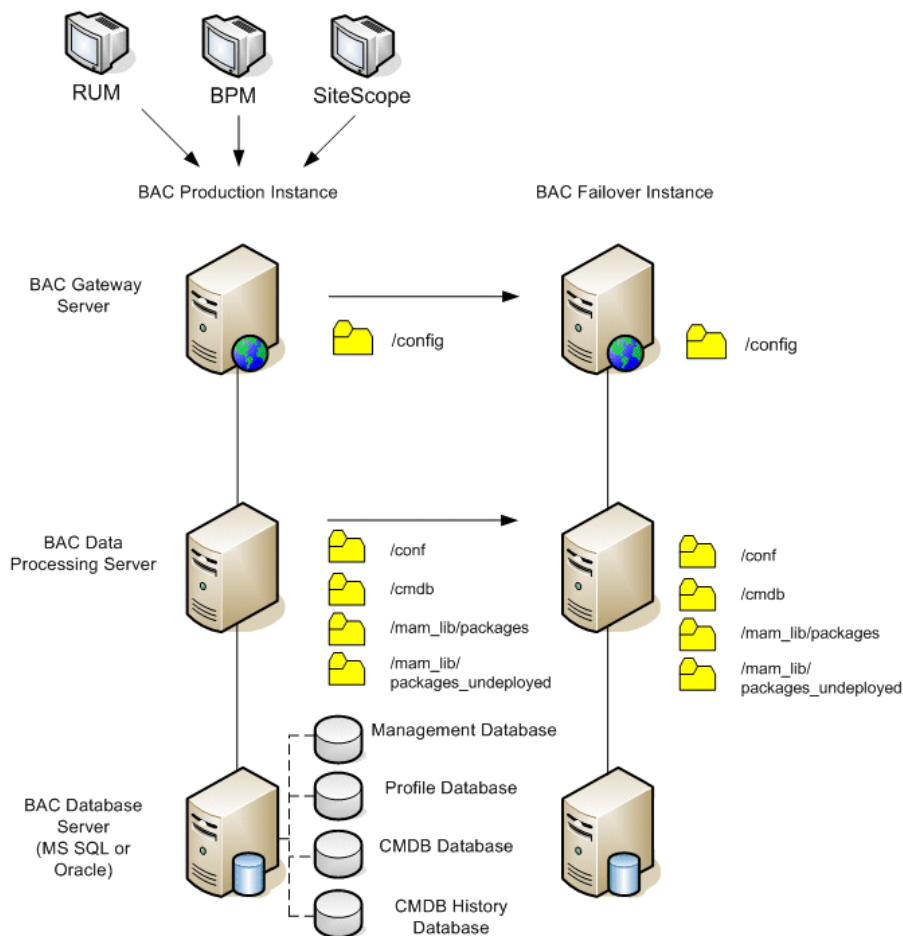 RUM
BPM
SiteScope
BAC Production Instance
BAC Failover Instance
BAC Gateway
Server
/config
/config
BAC Data
Processing Server
/conf
/cmdb
/mam_lib/packages
/mam_lib/
packages_undeployed
/conf
/cmdb
/mam_lib/packages
/mam_lib/
packages_undeployed
BAC Database
Server
(MS SQL or
Oracle)
Management Database
Profile Database
CMDB Database
CMDB History
Database